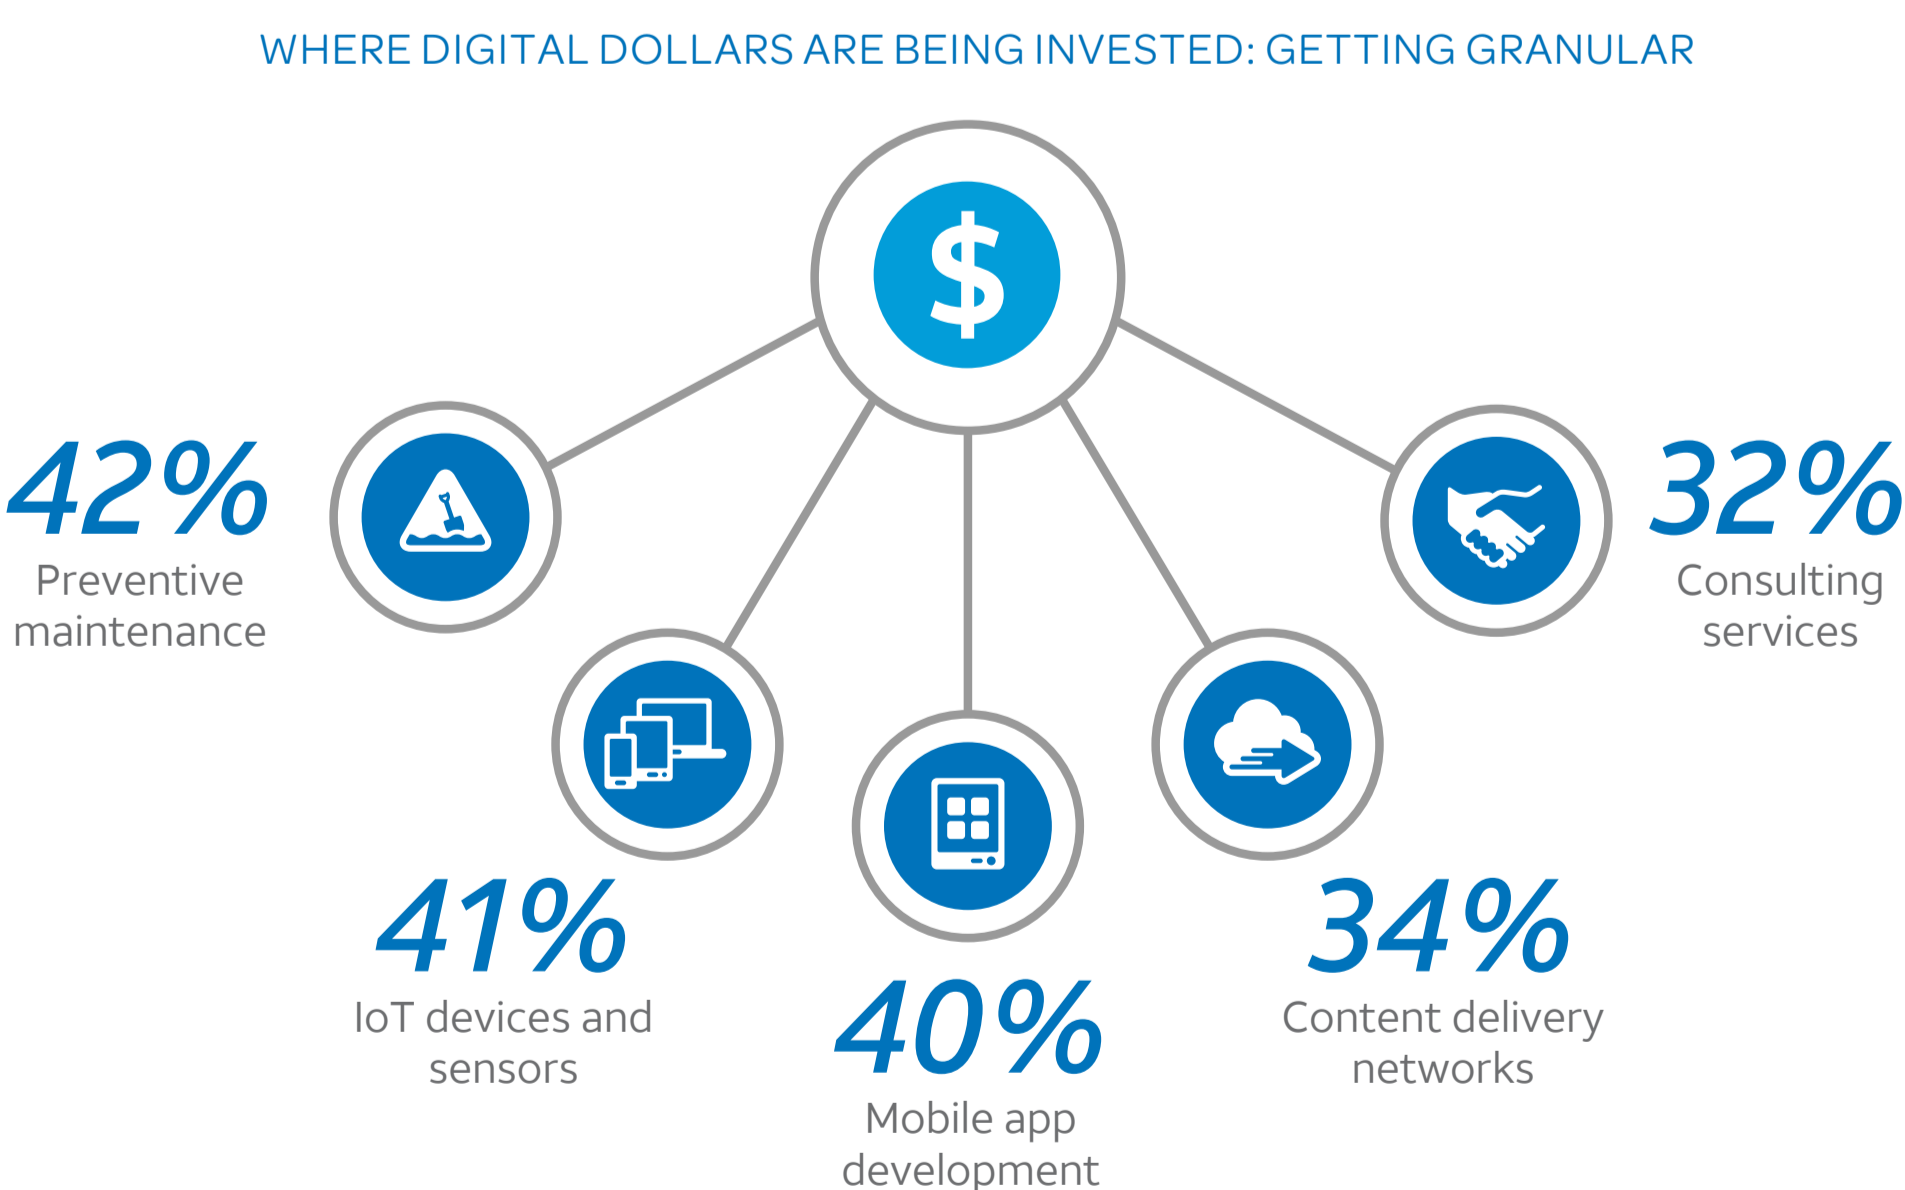 WHERE DIGITAL DOLLARS ARE BEING INVESTED: GETTING GRANULAR
$
42%
Preventive
maintenance
41%
IoT devices and
sensors
40%
Mobile app
development
34%
Content delivery
networks
32%
Consulting
services